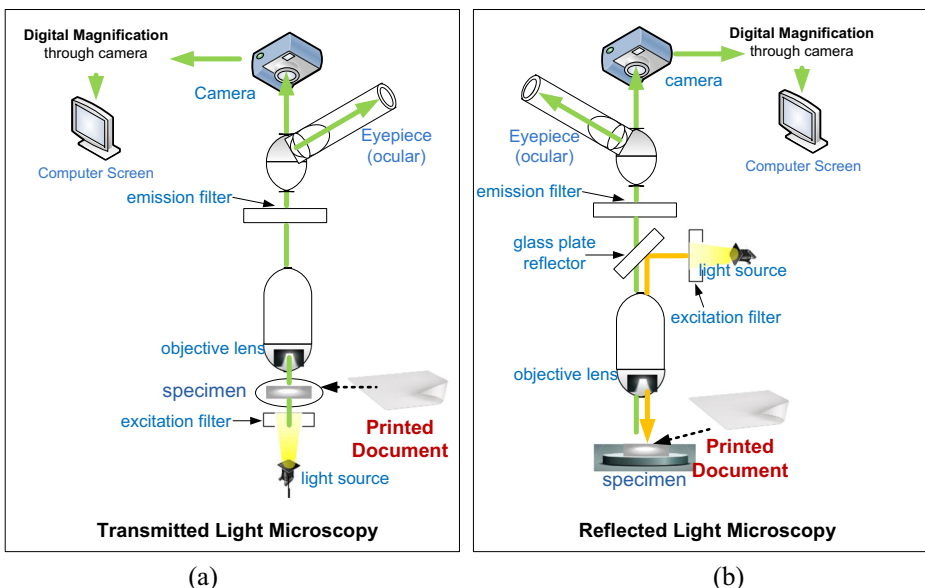 Digital Magnification
through camera
Camera
Eyepiece
(ocular)
Computer Screen
emission filter
objective lens
specimen
excitation filter
Printed
Document
light source
Transmitted Light Microscopy
(a)
Digital Magnification
through camera
camera
Eyepiece
(ocular)
Computer Screen
emission filter
glass plate
reflector
light source
excitation filter
objective lens
Printed
Document
specimen
Reflected Light Microscopy
(b)